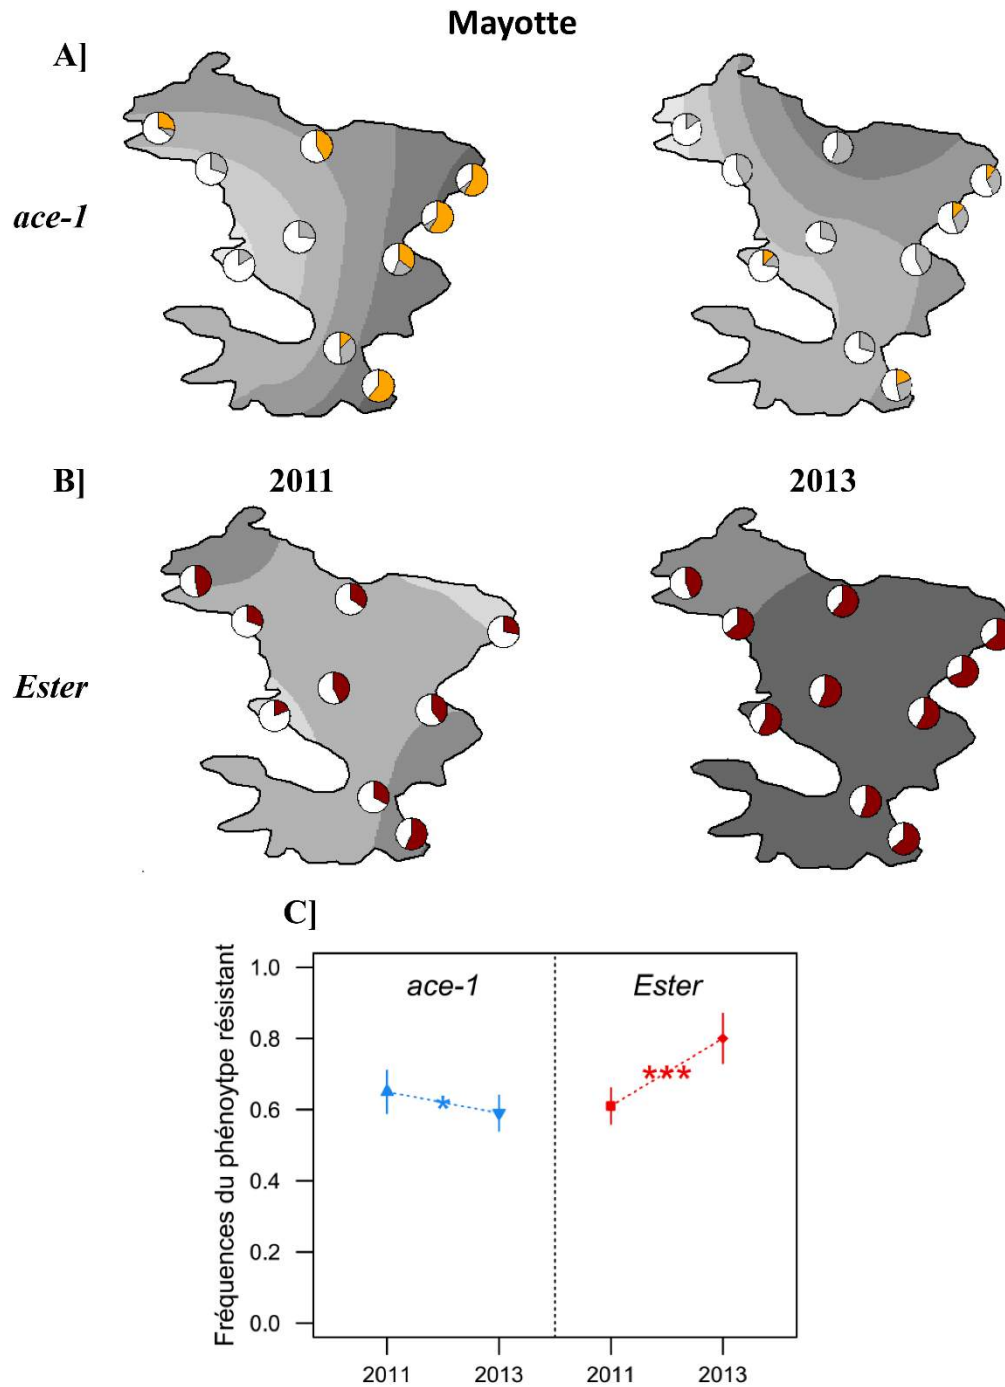 Mayotte
A]
ace-1
B]
2011
2013
Ester
C]
Fréquences du phénoytpe résistant
1.0
0.8
0.6
0.4
0.2
0.0
ace-1
Ester
*
***
2011
2013
2011
2013